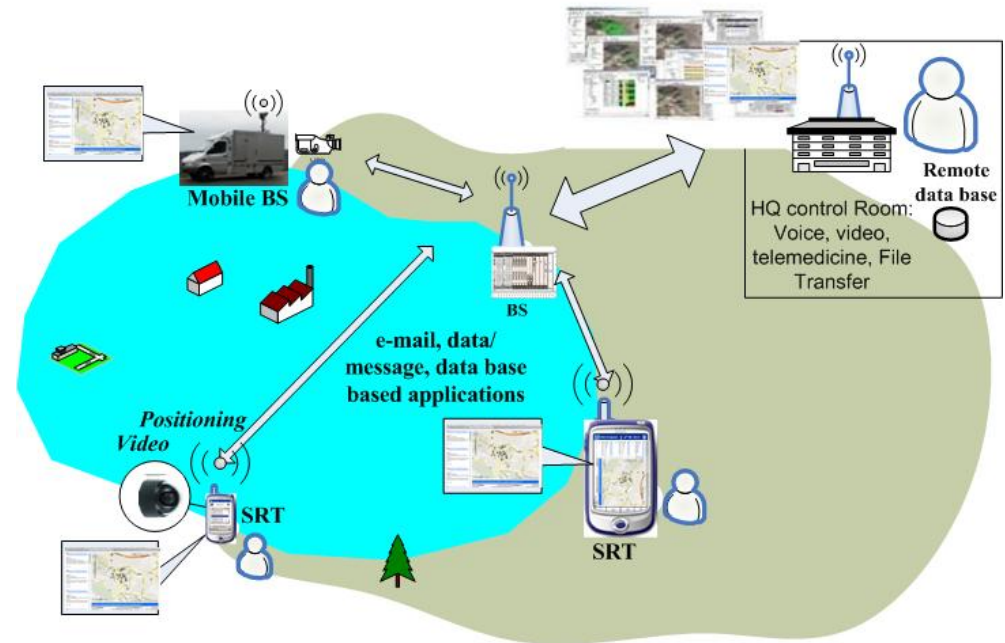 Mobile BS
BS
Remote
data base
HQ control Room:
Voice, video,
telemedicine, File
Transfer
e-mail, data/
message, data base
based applications
Positioning
Video
SRT
SRT